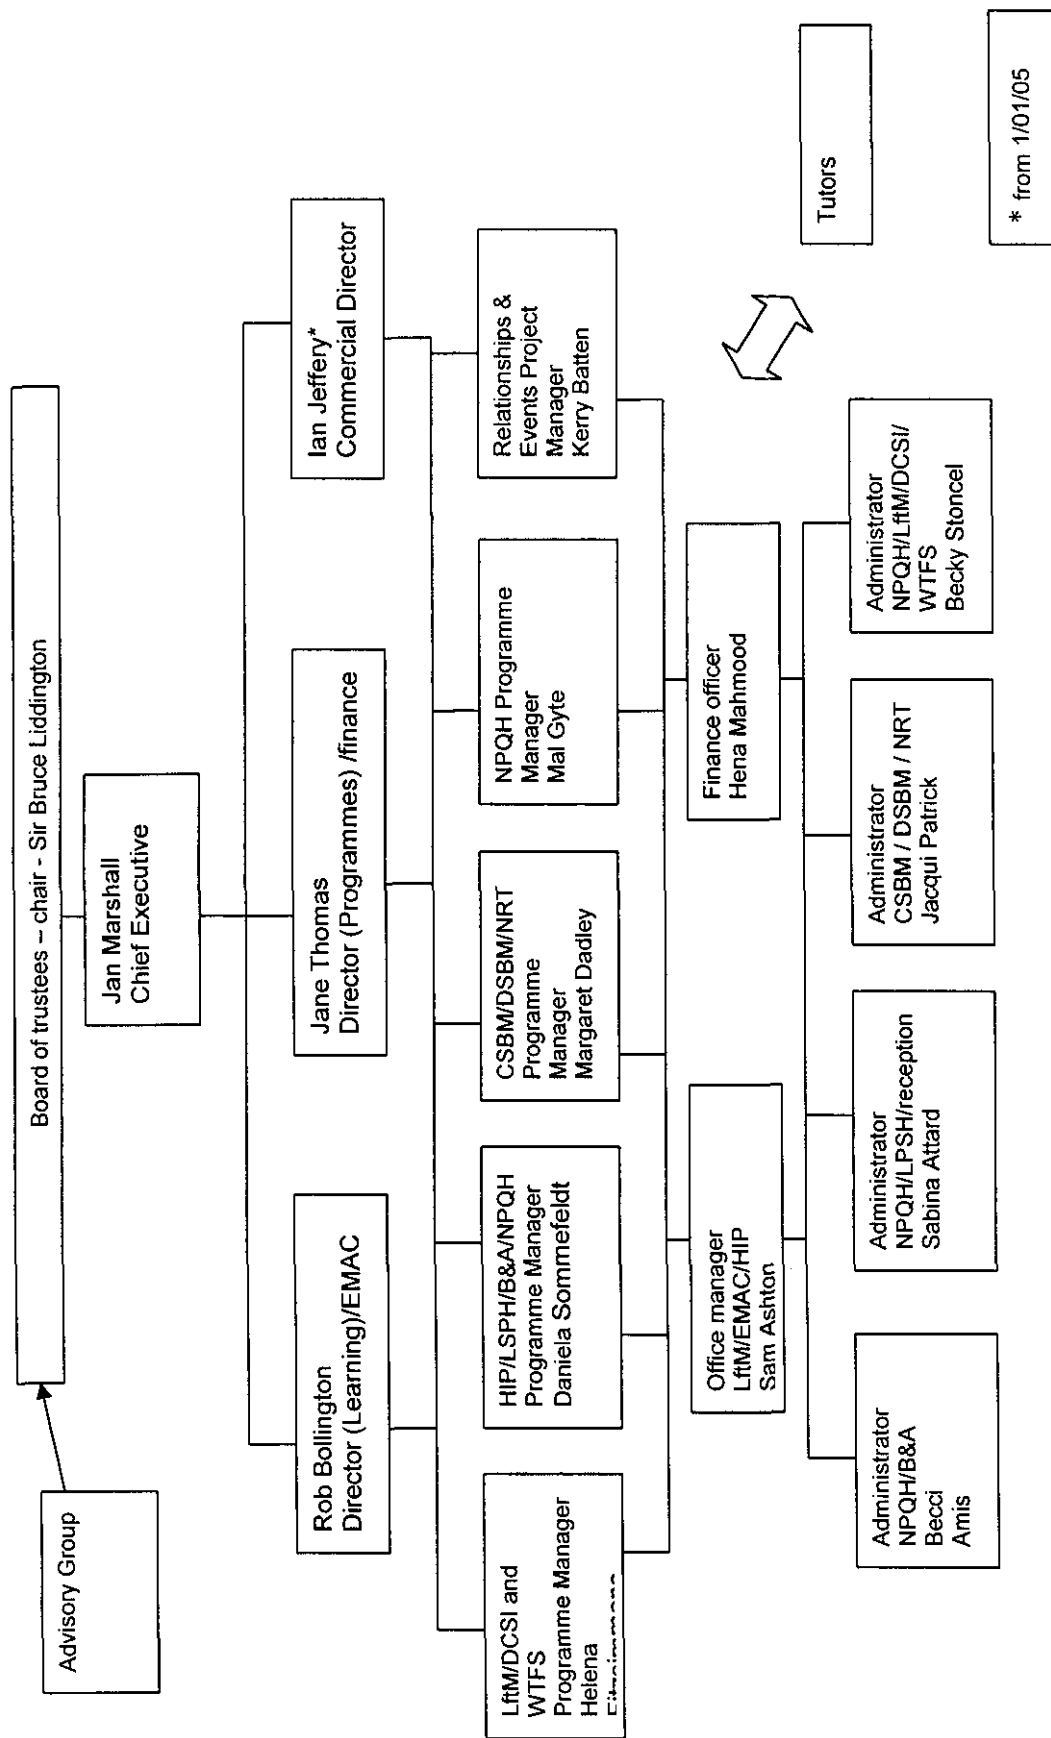 Board of trustees – chair - Sir Bruce Liddington
Advisory Group
Jan Marshall
Chief Executive
Rob Bollington
Director (Learning)/EMAC
Jane Thomas
Director (Programmes) /finance
Ian Jeffery*
Commercial Director
LftM/DCSI and
WTFS
Programme Manager
Helena
HIP/LSPH/B&A/NPQH
Programme Manager
Daniela Sommefeldt
CSBM/DSBM/NRT
Programme
Manager
Margaret Dadley
NPQH Programme
Manager
Mal Gyte
Relationships &
Events Project
Manager
Kerry Batten
Office manager
LftM/EMAC/HIP
Sam Ashton
Finance officer
Hena Mahmood
Tutors
Administrator
NPQH/B&A
Becci
Amis
Administrator
NPQH/LPSH/reception
Sabina Attard
Administrator
CSBM / DSBM / NRT
Jacqui Patrick
Administrator
NPQH/LftM/DCSI/
WTFS
Becky Stoncel
* from 1/01/05